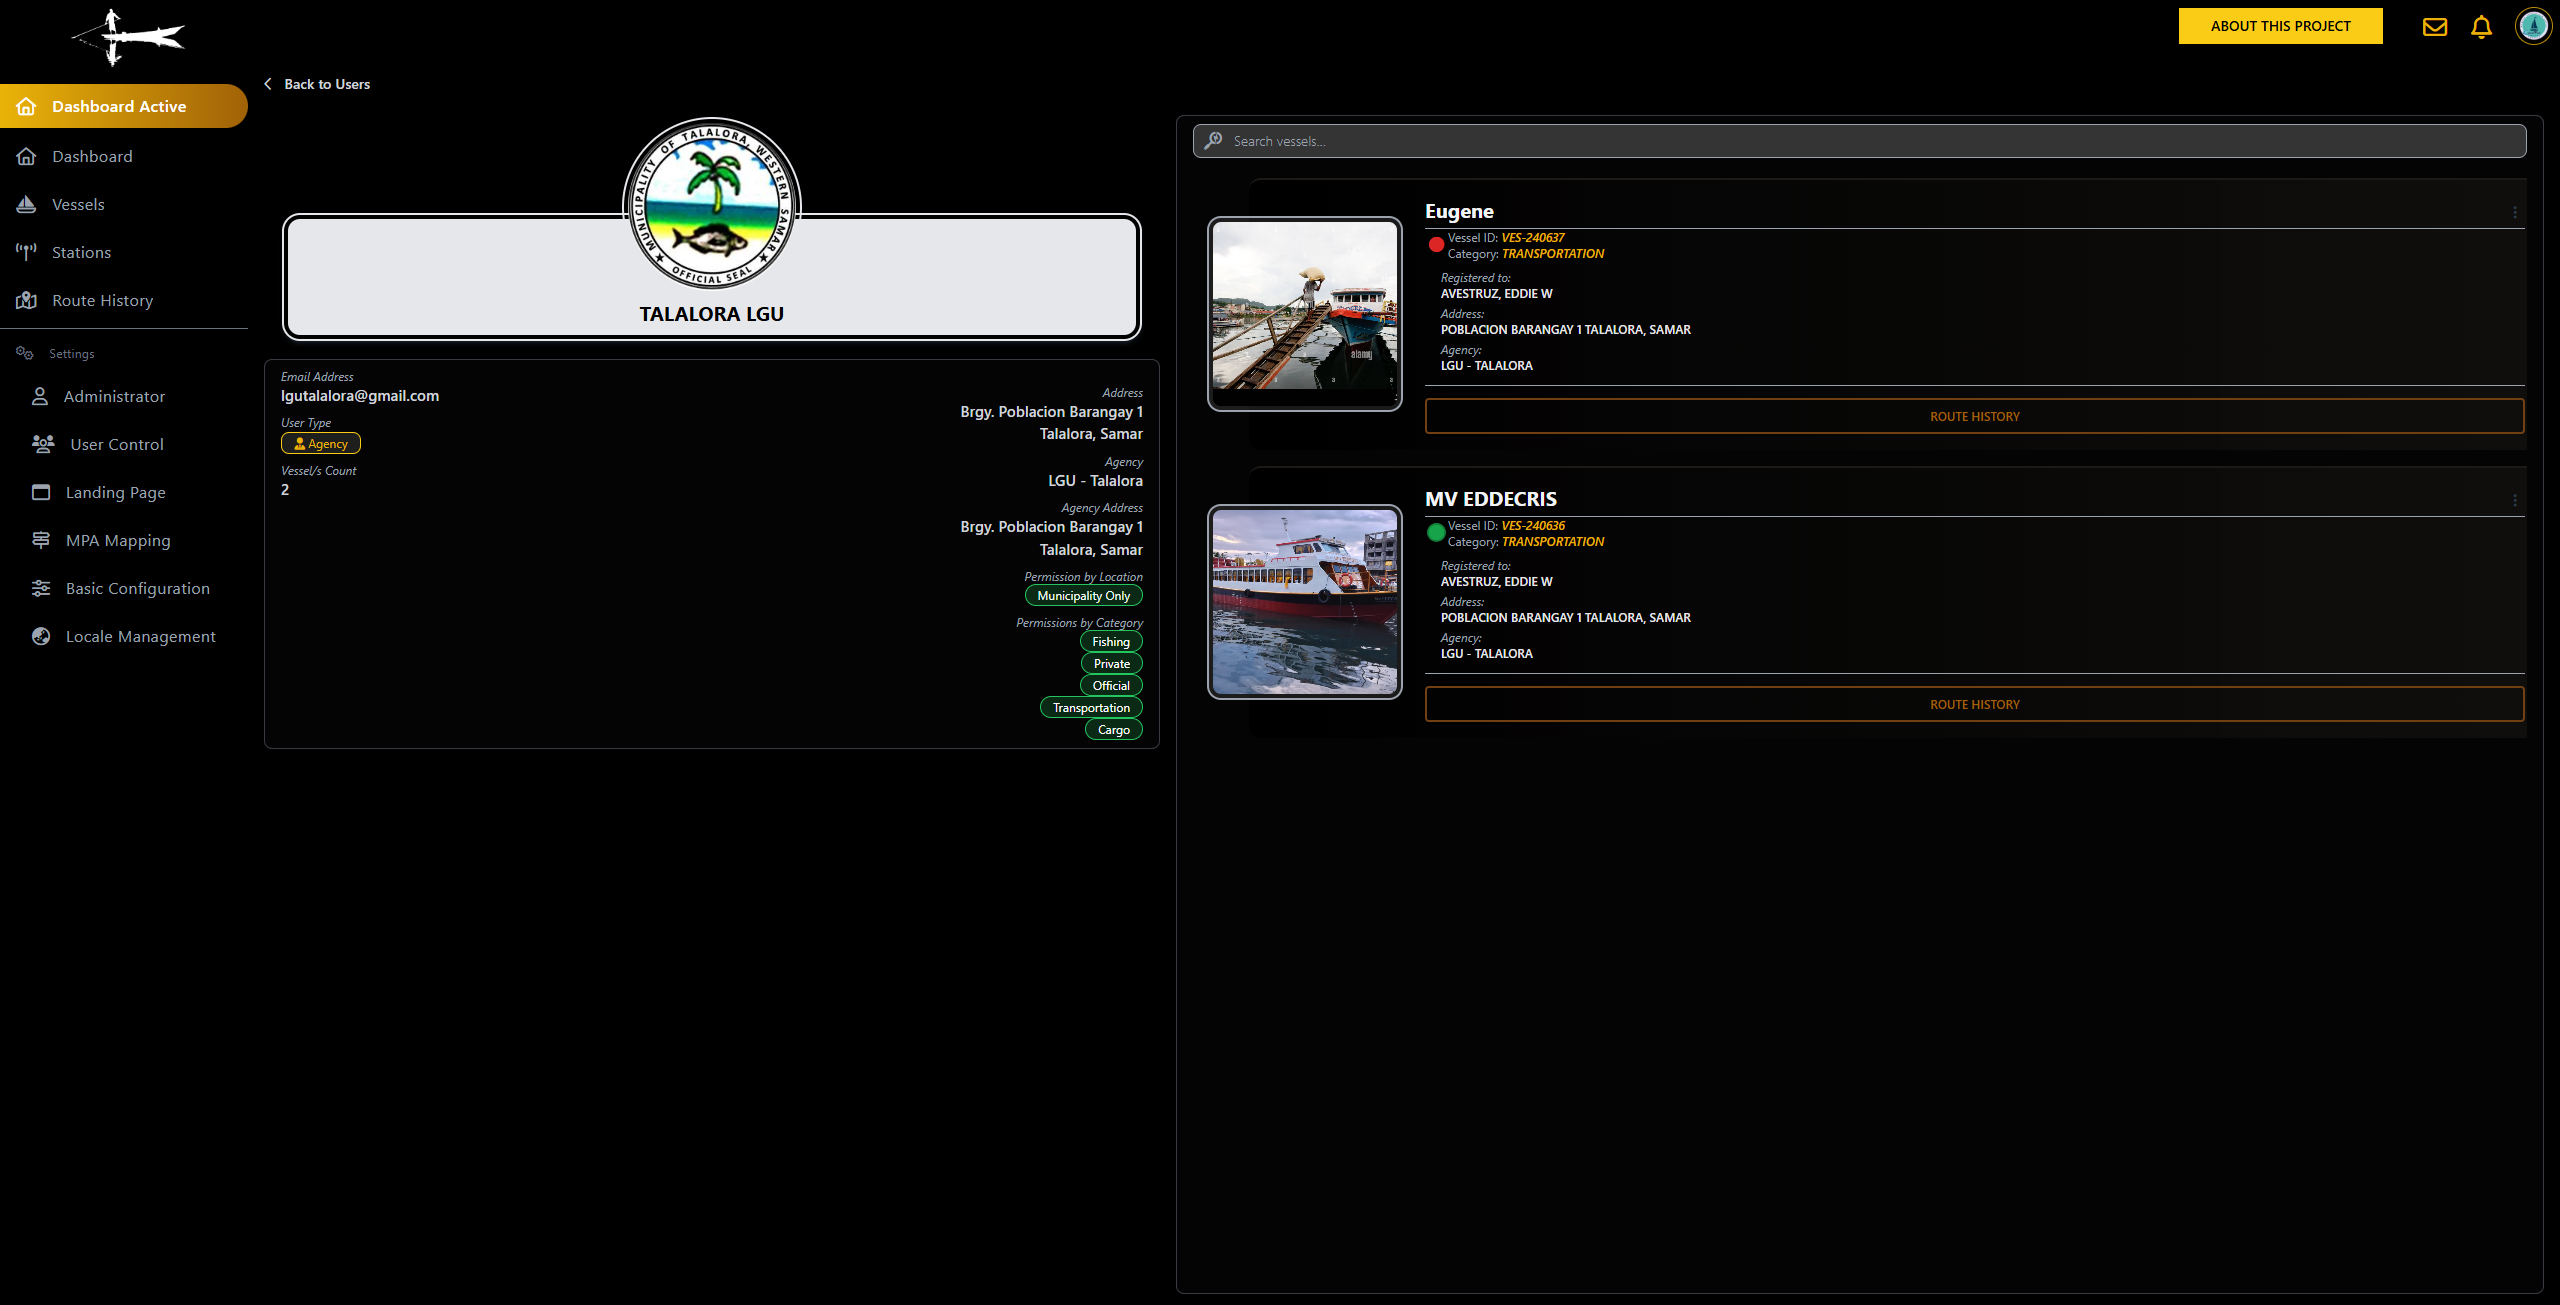 ABOUT THIS PROJECT
Dashboard Active
Dashboard
Vessels
Stations
Route History
Settings
Administrator
User Control
Landing Page
MPA Mapping
Basic Configuration
Locale Management
Back to Users
MUNICIPALITY OF TALALORA, WESTERN SAMAR
OFFICIAL SEAL
TALALORA LGU
Email Address
lgutalalora@gmail.com
User Type
Agency
Vessel/s Count
2
Address
Brgy. Poblacion Barangay 1
Talalora, Samar
Agency
LGU - Talalora
Agency Address
Brgy. Poblacion Barangay 1
Talalora, Samar
Permission by Location
Municipality Only
Permissions by Category
Fishing
Private
Official
Transportation
Cargo
Search vessels...
Eugene
Vessel ID: VES-240637
Category: TRANSPORTATION
Registered to:
AVESTRUZ, EDDIE W
Address:
POBLACION BARANGAY 1 TALALORA, SAMAR
Agency:
LGU - TALALORA
ROUTE HISTORY
alamy
MV EDDECRIS
Vessel ID: VES-240636
Category: TRANSPORTATION
Registered to:
AVESTRUZ, EDDIE W
Address:
POBLACION BARANGAY 1 TALALORA, SAMAR
Agency:
LGU - TALALORA
ROUTE HISTORY